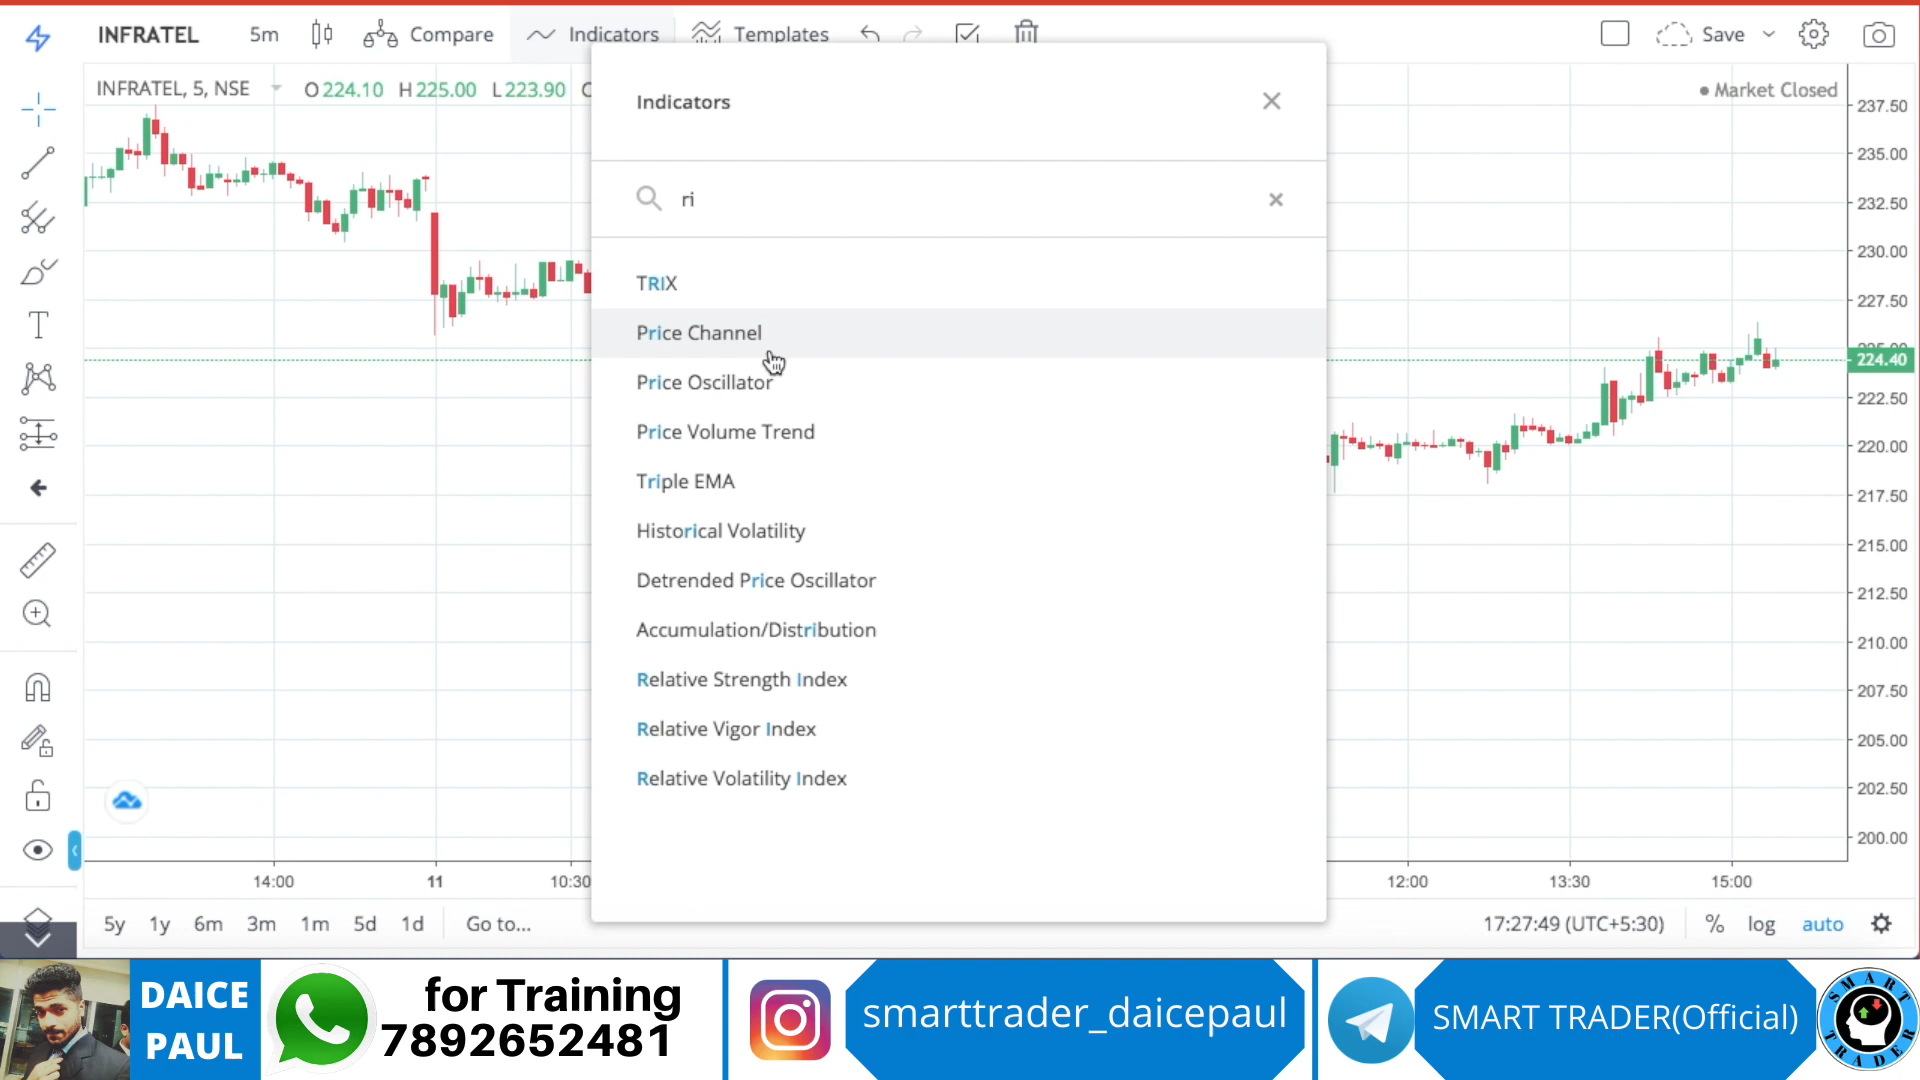 INFRATEL 5m Compare Indicators Templates Save
INFRATEL, 5, NSE O 224.10 H 225.00 L 223.90
Market Closed
Indicators
ri
TRIX
Price Channel
Price Oscillator
Price Volume Trend
Triple EMA
Historical Volatility
Detrended Price Oscillator
Accumulation/Distribution
Relative Strength Index
Relative Vigor Index
Relative Volatility Index
237.50
235.00
232.50
230.00
227.50
224.40
222.50
220.00
217.50
215.00
212.50
210.00
207.50
205.00
202.50
200.00
14:00 11 10:30 12:00 13:30 15:00
5y 1y 6m 3m 1m 5d 1d Go to... 17:27:49 (UTC+5:30) % log auto
DAICE
PAUL
for Training
7892652481
smarttrader_daicepaul
SMART TRADER(Official)
SMART TRADER